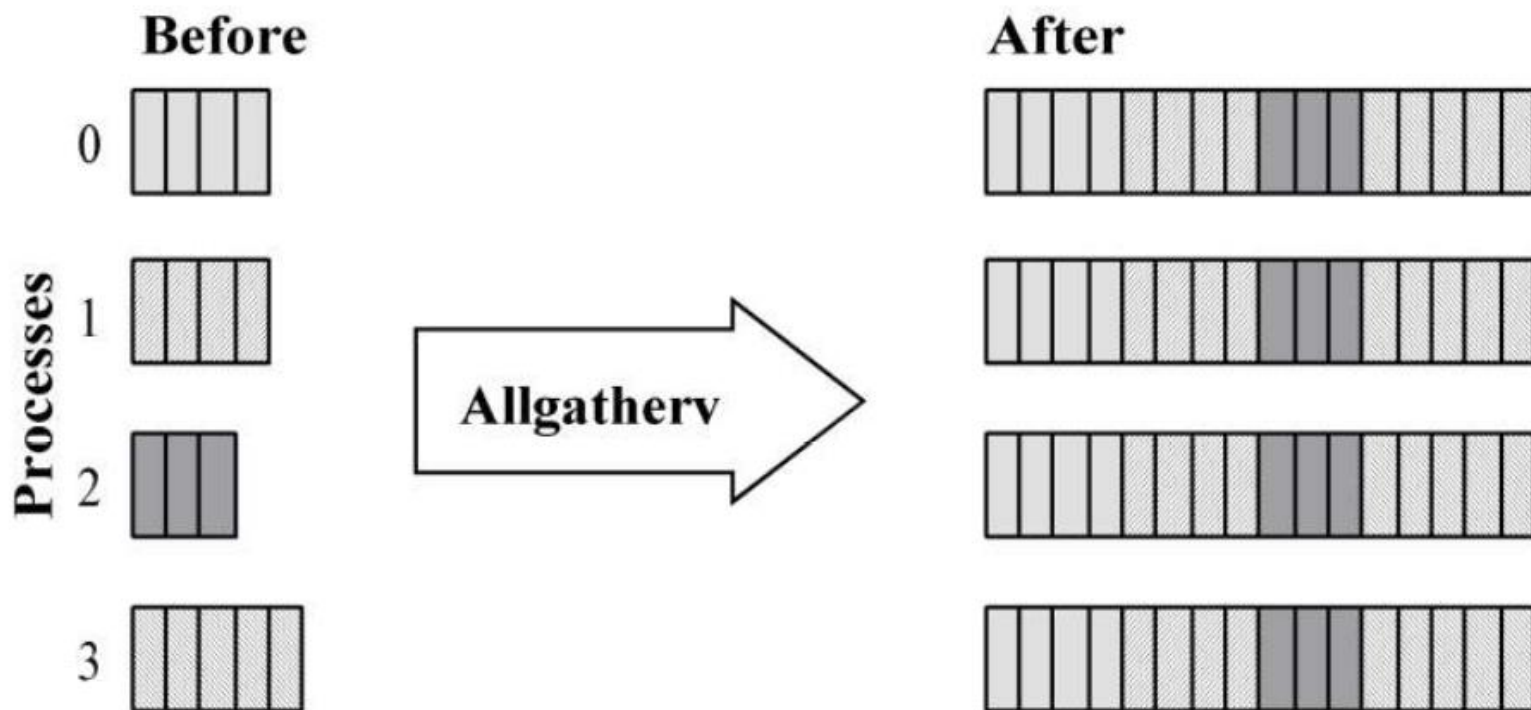 Before
After
0
Processes
1
Allgatherv
2
3